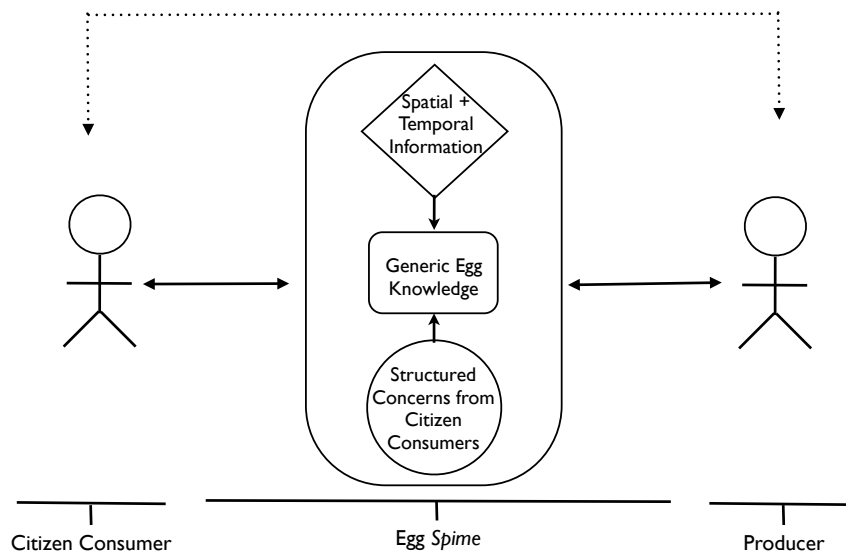 Spatial +
Temporal
Information
Generic Egg
Knowledge
Structured
Concerns from
Citizen
Consumers
Citizen Consumer
Egg Spime
Producer